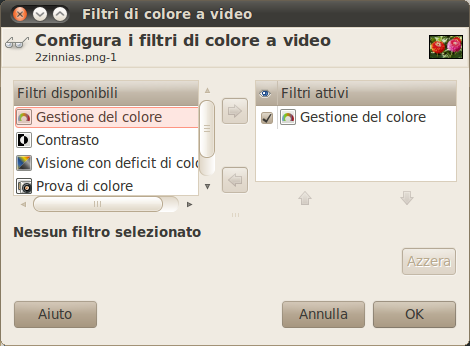 Filtri di colore a video
Configura i filtri di colore a video
2zinnias.png-1
Filtri disponibili
Gestione del colore
Contrasto
Visione con deficit di colo
Prova di colore
Filtri attivi
Gestione del colore
Nessun filtro selezionato
Azzera
Aiuto
Annulla
OK